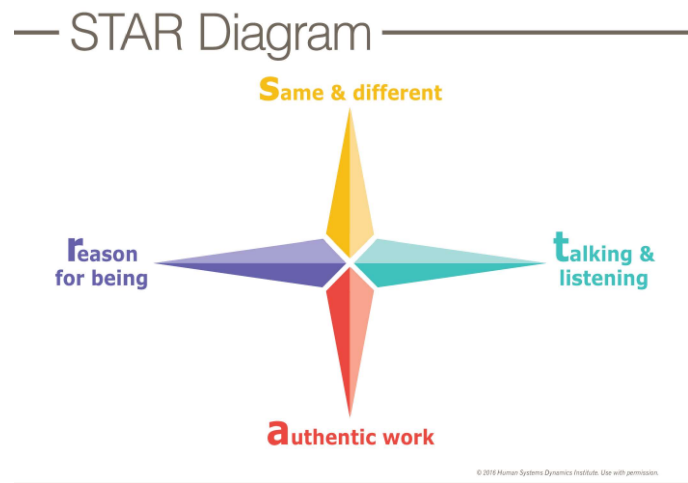 STAR Diagram
Same & different
reason
for being
talking &
listening
authentic work
© 2016 Human Systems Dynamics Institute. Use with permission.